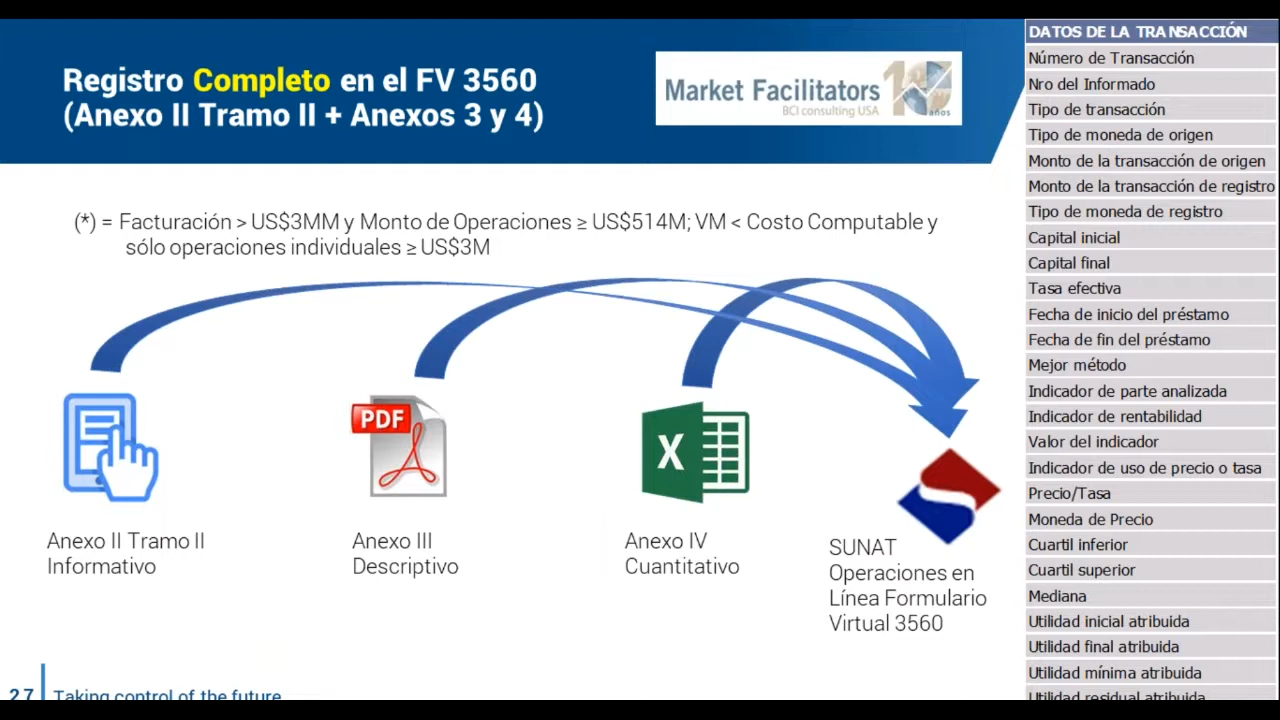 Registro Completo en el FV 3560
(Anexo II Tramo II + Anexos 3 y 4)
Market Facilitators 10
BCI consulting USA años
(*) = Facturación > US$3MM y Monto de Operaciones ≥ US$514M; VM < Costo Computable y
sólo operaciones individuales ≥ US$3M
PDF
X
Anexo II Tramo II
Informativo
Anexo III
Descriptivo
Anexo IV
Cuantitativo
SUNAT
Operaciones en
Línea Formulario
Virtual 3560
27 Taking control of the future
DATOS DE LA TRANSACCIÓN
Número de Transacción
Nro del Informado
Tipo de transacción
Tipo de moneda de origen
Monto de la transacción de origen
Monto de la transacción de registro
Tipo de moneda de registro
Capital inicial
Capital final
Tasa efectiva
Fecha de inicio del préstamo
Fecha de fin del préstamo
Mejor método
Indicador de parte analizada
Indicador de rentabilidad
Valor del indicador
Indicador de uso de precio o tasa
Precio/Tasa
Moneda de Precio
Cuartil inferior
Cuartil superior
Mediana
Utilidad inicial atribuida
Utilidad final atribuida
Utilidad mínima atribuida
Utilidad residual atribuida